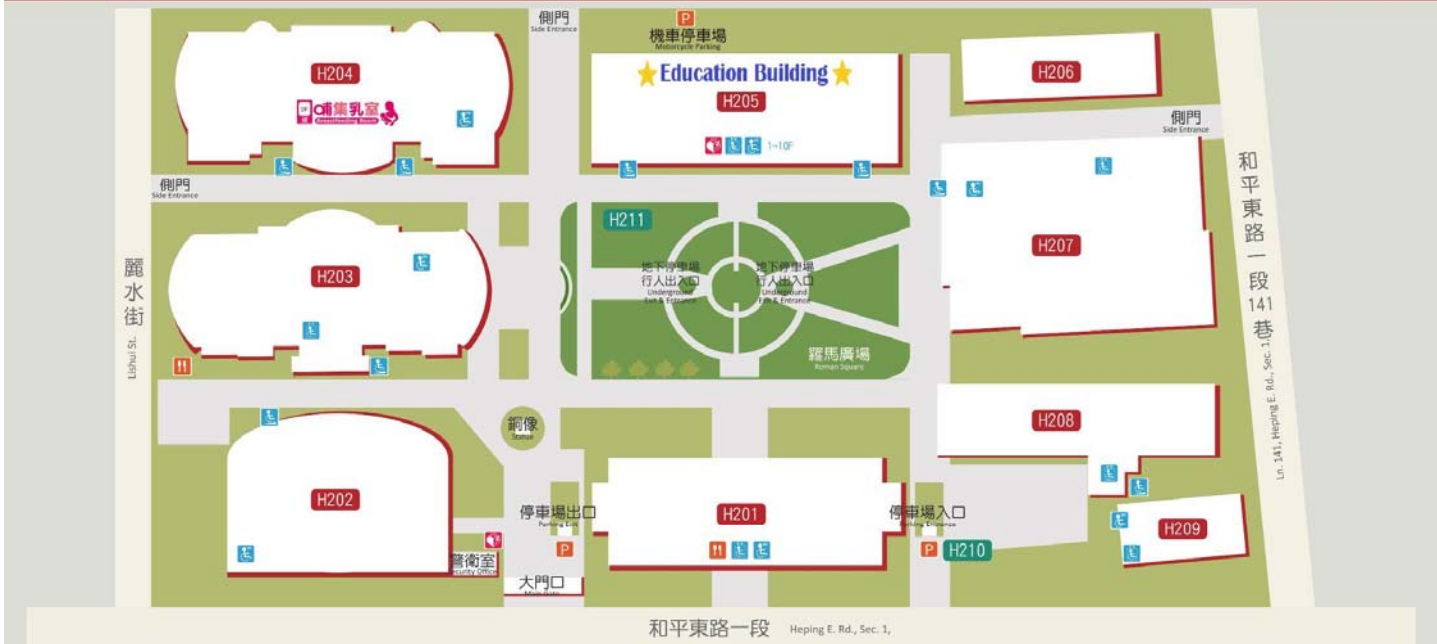 側門
Side Entrance
P
機車停車場
Motorcycle Parking
H204
哺集乳室
Breastfeeding Room
Education Building
H205
1~10F
H206
側門
Side Entrance
側門
Side Entrance
H211
H203
地下停車場
行人出入口
Underground
Exit & Entrance
地下停車場
行人出入口
Underground
Exit & Entrance
H207
羅馬廣場
Roman Square
麗水街
Lishui St.
和平東路一段141巷
Ln. 141, Heping E. Rd., Sec. 1,
銅像
Statue
H208
H202
停車場出口
Parking Exit
P
H201
停車場入口
Parking Entrance
P
H210
H209
警衛室
Security Office
大門口
Main Gate
和平東路一段 Heping E. Rd., Sec. 1,